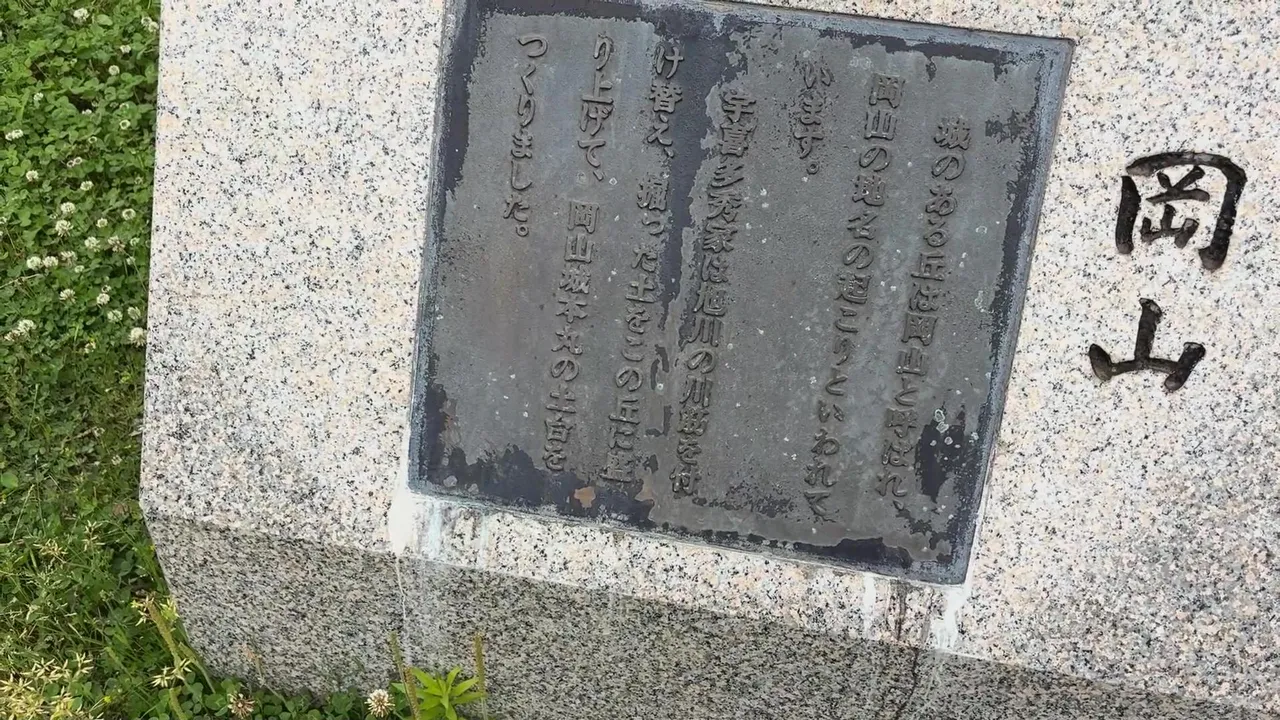 岡山
城のある丘は岡山と呼ばれ、
岡山の地名の起こりといわれて
います。
宇喜多秀家は旭川の川筋を付
け替え、掘った土をこの丘に盛
り上げて、岡山城本丸の土台を
つくりました。